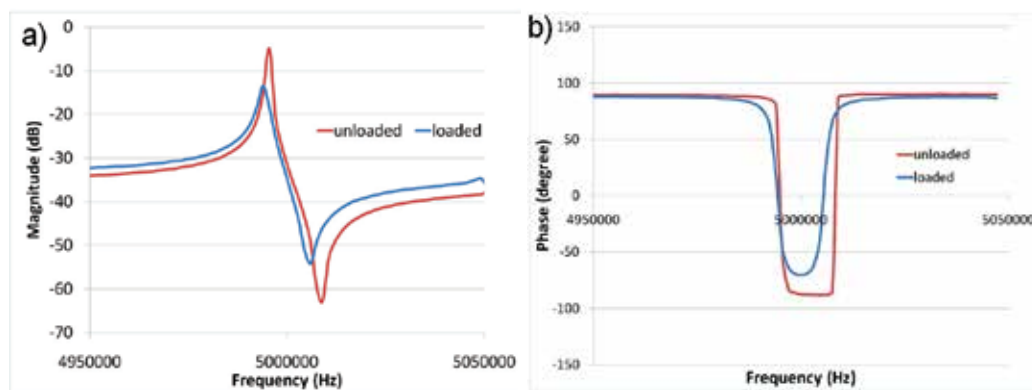 a)
Magnitude (dB)
0
-10
-20
-30
-40
-50
-60
-70
unloaded
loaded
4950000
5000000
5050000
Frequency (Hz)
b)
Phase (degree)
150
100
50
0
-50
-100
-150
4950000
5000000
5050000
unloaded
loaded
Frequency (Hz)